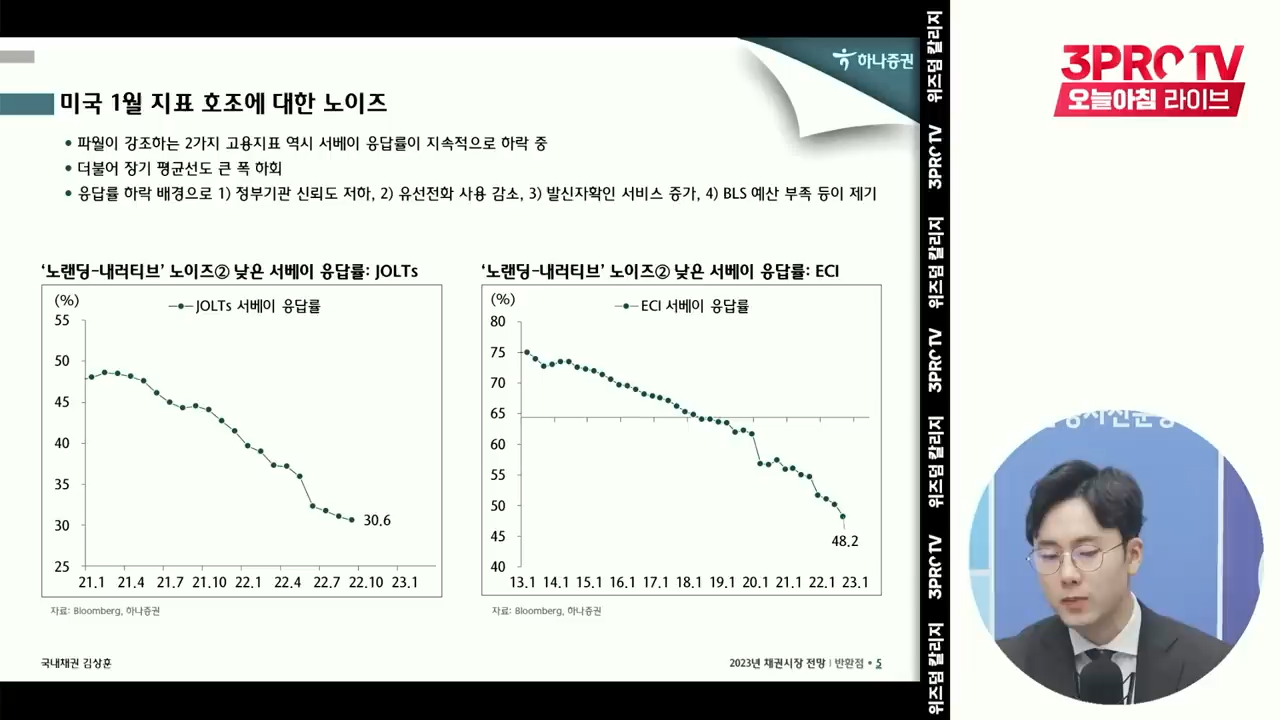 하나증권
미국 1월 지표 호조에 대한 노이즈
• 파월이 강조하는 2가지 고용지표 역시 서베이 응답률이 지속적으로 하락 중
• 더불어 장기 평균선도 큰 폭 하회
• 응답률 하락 배경으로 1) 정부기관 신뢰도 저하, 2) 유선전화 사용 감소, 3) 발신자확인 서비스 증가, 4) BLS 예산 부족 등이 제기
‘노랜딩-내러티브’ 노이즈② 낮은 서베이 응답률: JOLTs
(%)
JOLTs 서베이 응답률
55
50
45
40
35
30
25
30.6
21.1 21.4 21.7 21.10 22.1 22.4 22.7 22.10 23.1
자료: Bloomberg, 하나증권
‘노랜딩-내러티브’ 노이즈② 낮은 서베이 응답률: ECI
(%)
ECI 서베이 응답률
80
75
70
65
60
55
50
45
40
48.2
13.1 14.1 15.1 16.1 17.1 18.1 19.1 20.1 21.1 22.1 23.1
자료: Bloomberg, 하나증권
국내채권 김상훈
2023년 채권시장 전망 | 반환점 • 5
위즈덤 칼리지
3PROTV
위즈덤 칼리지
3PROTV
위즈덤 칼리지
3PROTV
위즈덤 칼리지
3PROTV
오늘아침 라이브